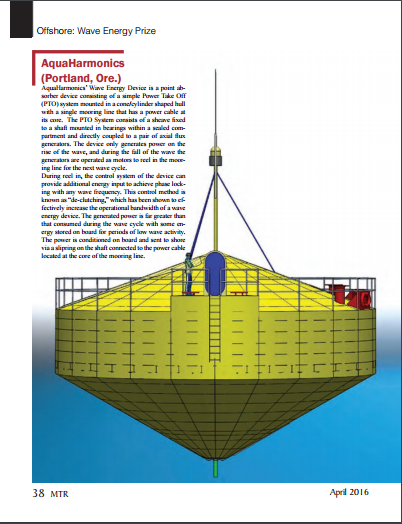 Offshore: Wave Energy Prize
AquaHarmonics
(Portland, Ore.)
AquaHarmonics' Wave Energy Device is a point ab-
sorber device consisting of a simple Power Take Off
(PTO) system mounted in a cone/cylinder shaped hull
with a single mooring line that has a power cable at
its core. The PTO System consists of a sheave fixed
to a shaft mounted in bearings within a sealed com-
partment and directly coupled to a pair of axial flux
generators. The device only generates power on the
rise of the wave, and during the fall of the wave the
generators are operated as motors to reel in the moor-
ing line for the next wave cycle.
During reel in, the control system of the device can
provide additional energy input to achieve phase lock-
ing with any wave frequency. This control method is
known as "de-clutching," which has been shown to ef-
fectively increase the operational bandwidth of a wave
energy device. The generated power is far greater than
that consumed during the wave cycle with some en-
ergy stored on board for periods of low wave activity.
The power is conditioned on board and sent to shore
via a slipring on the shaft connected to the power cable
located at the core of the mooring line.
38 MTR
April 2016